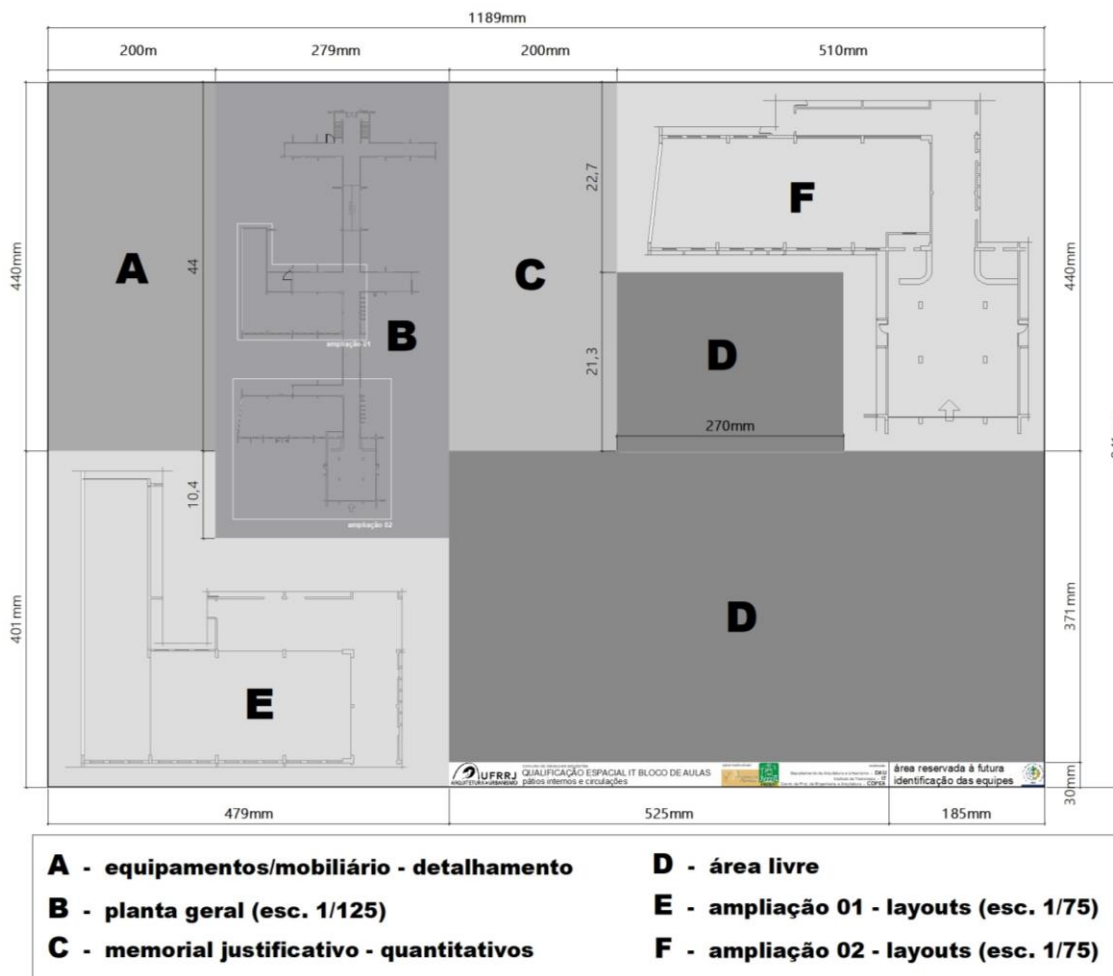 1189mm
200m
279mm
200mm
510mm
440mm
A
44
B
ampliação 01
ampliação 02
C
22,7
21,3
F
D
270mm
440mm
10,4
401mm
E
D
371mm
30mm
UFRRJ
ARQUITETURA+URBANISMO
QUALIFICAÇÃO ESPACIAL IT BLOCO DE AULAS
pátios internos e circulações
área reservada à futura
identificação das equipes
479mm
525mm
185mm
A - equipamentos/mobiliário - detalhamento
B - planta geral (esc. 1/125)
C - memorial justificativo - quantitativos
D - área livre
E - ampliação 01 - layouts (esc. 1/75)
F - ampliação 02 - layouts (esc. 1/75)